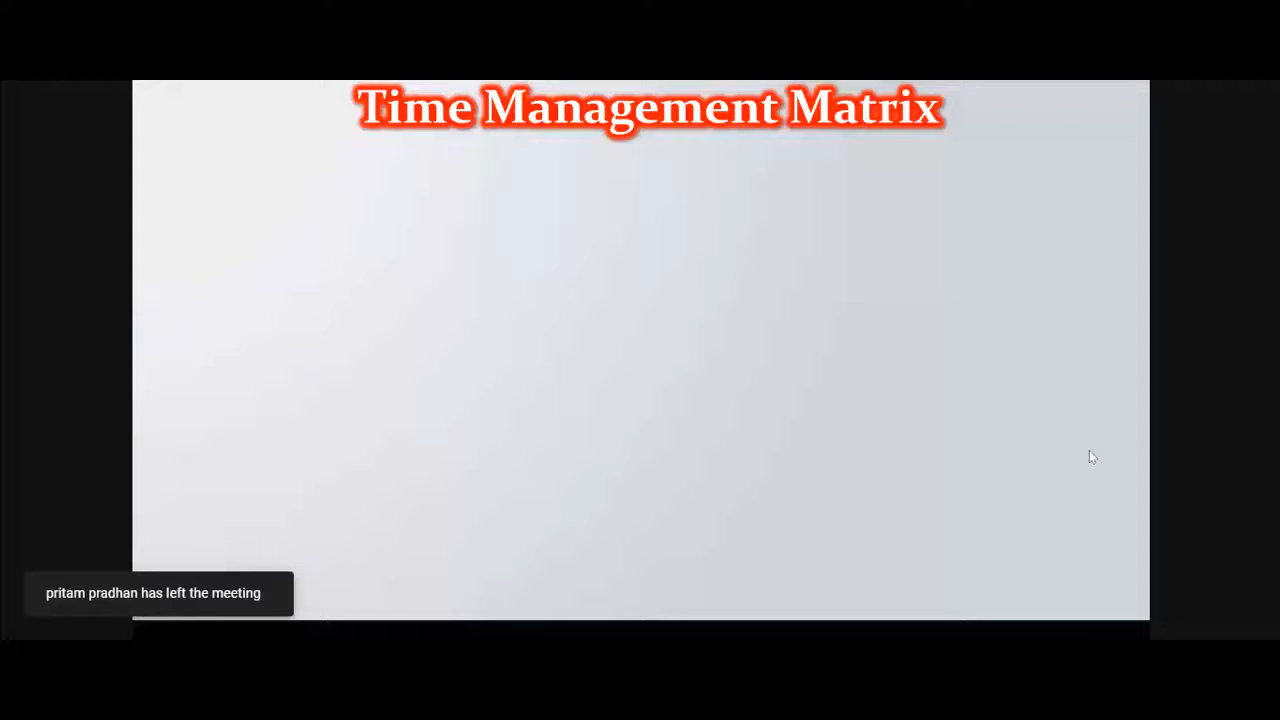 Time Management Matrix
pritam pradhan has left the meeting